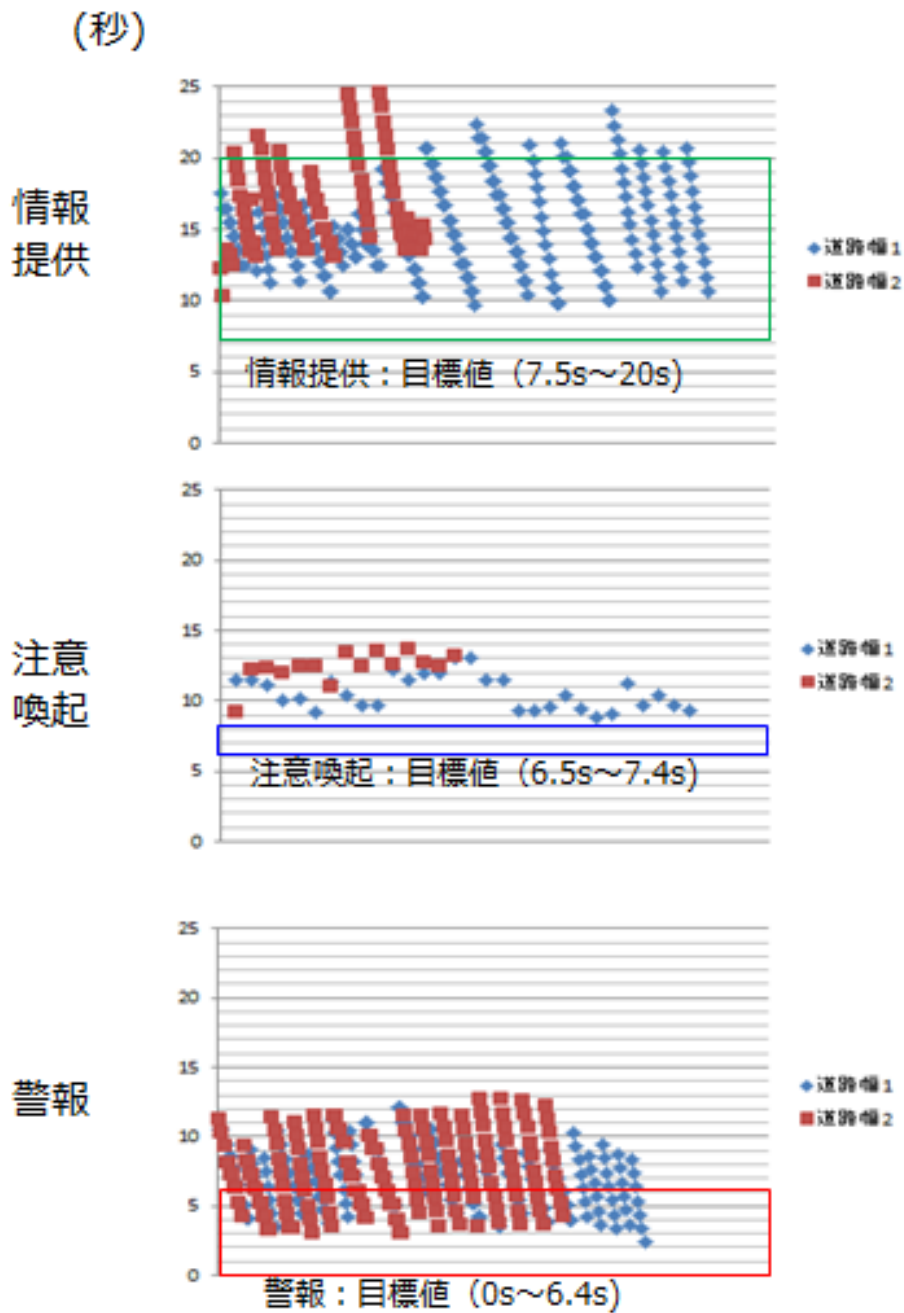 (秒)
情報
提供
25
20
15
10
5
0
道路幅1
道路幅2
情報提供：目標値（7.5s～20s)
注意
喚起
25
20
15
10
5
0
道路幅1
道路幅2
注意喚起：目標値（6.5s～7.4s)
警報
25
20
15
10
5
0
道路幅1
道路幅2
警報：目標値（0s～6.4s)